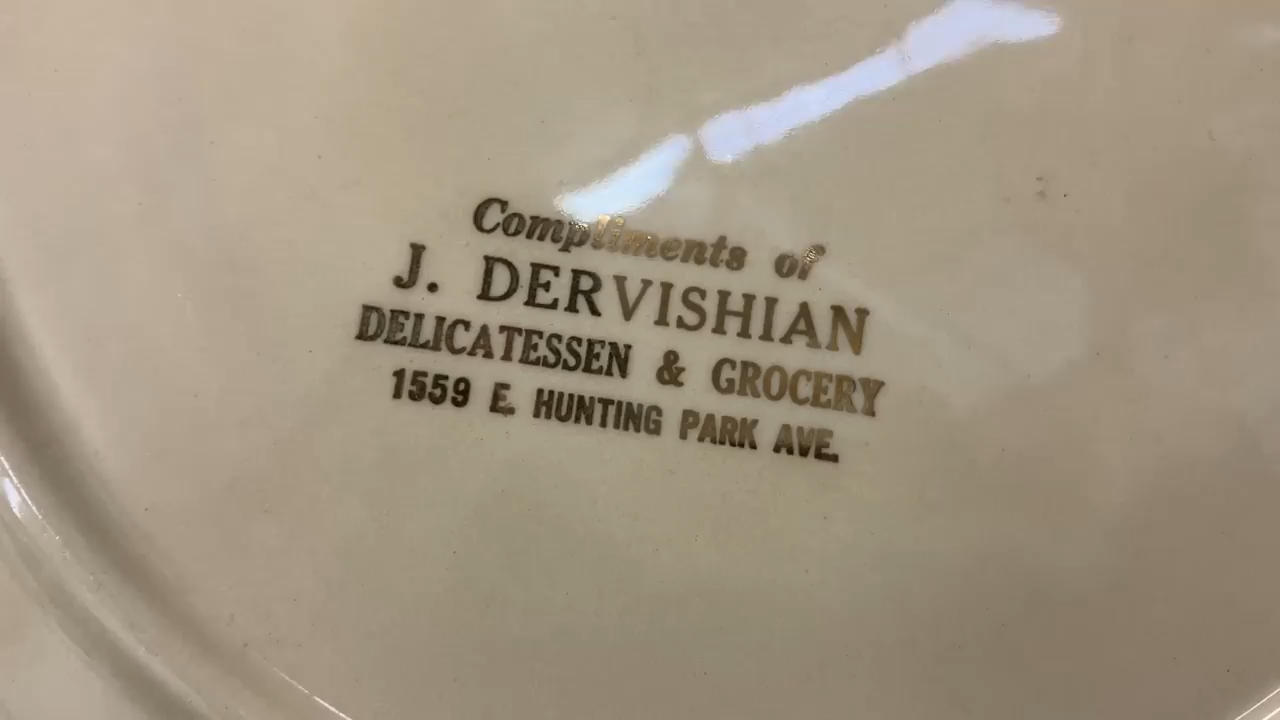 Compliments of
J. DERVISHIAN
DELICATESSEN & GROCERY
1559 E. HUNTING PARK AVE.